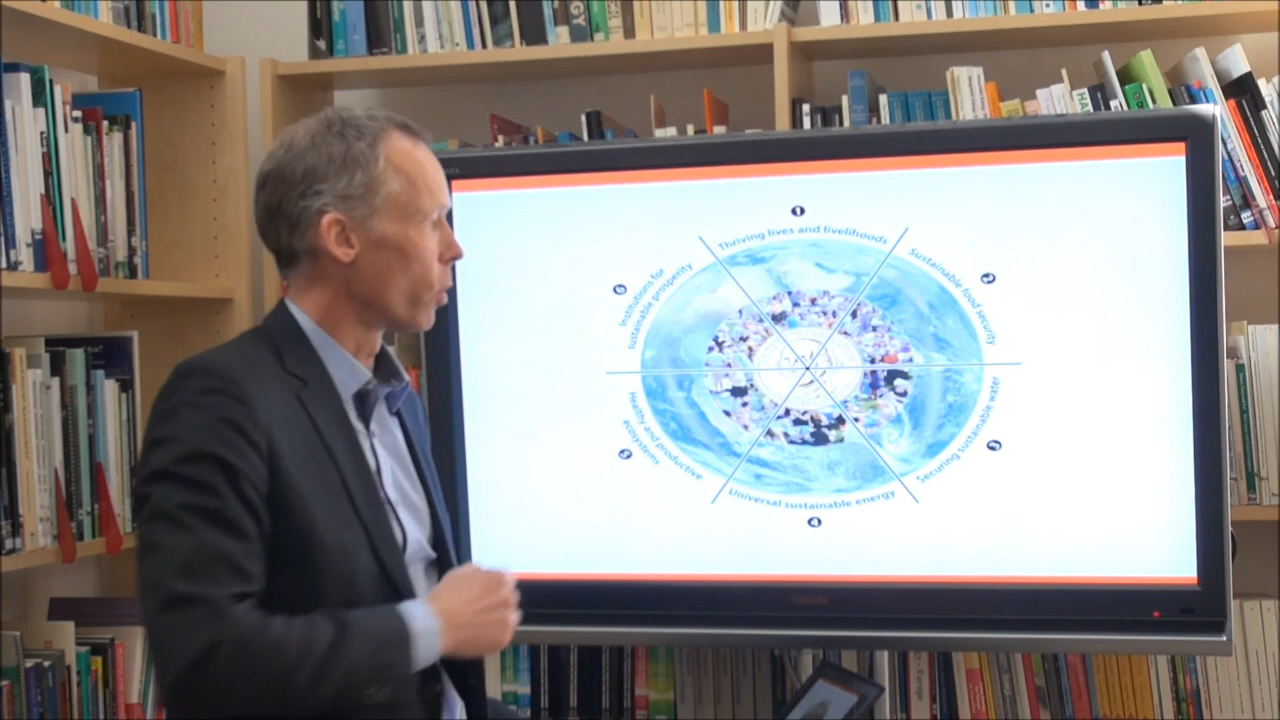 1
Thriving lives and livelihoods
2
Sustainable food security
3
Securing sustainable water
4
Universal sustainable energy
5
Healthy and productive
ecosystems
6
Institutions for
sustainable prosperity